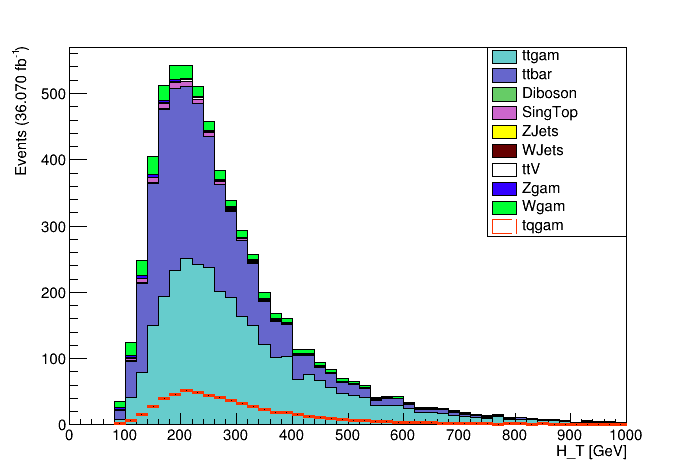 Events (36.070 fb⁻¹)
500
400
300
200
100
0
0 100 200 300 400 500 600 700 800 900 1000
H_T [GeV]
ttgam
ttbar
Diboson
SingTop
ZJets
WJets
ttV
Zgam
Wgam
tqgam